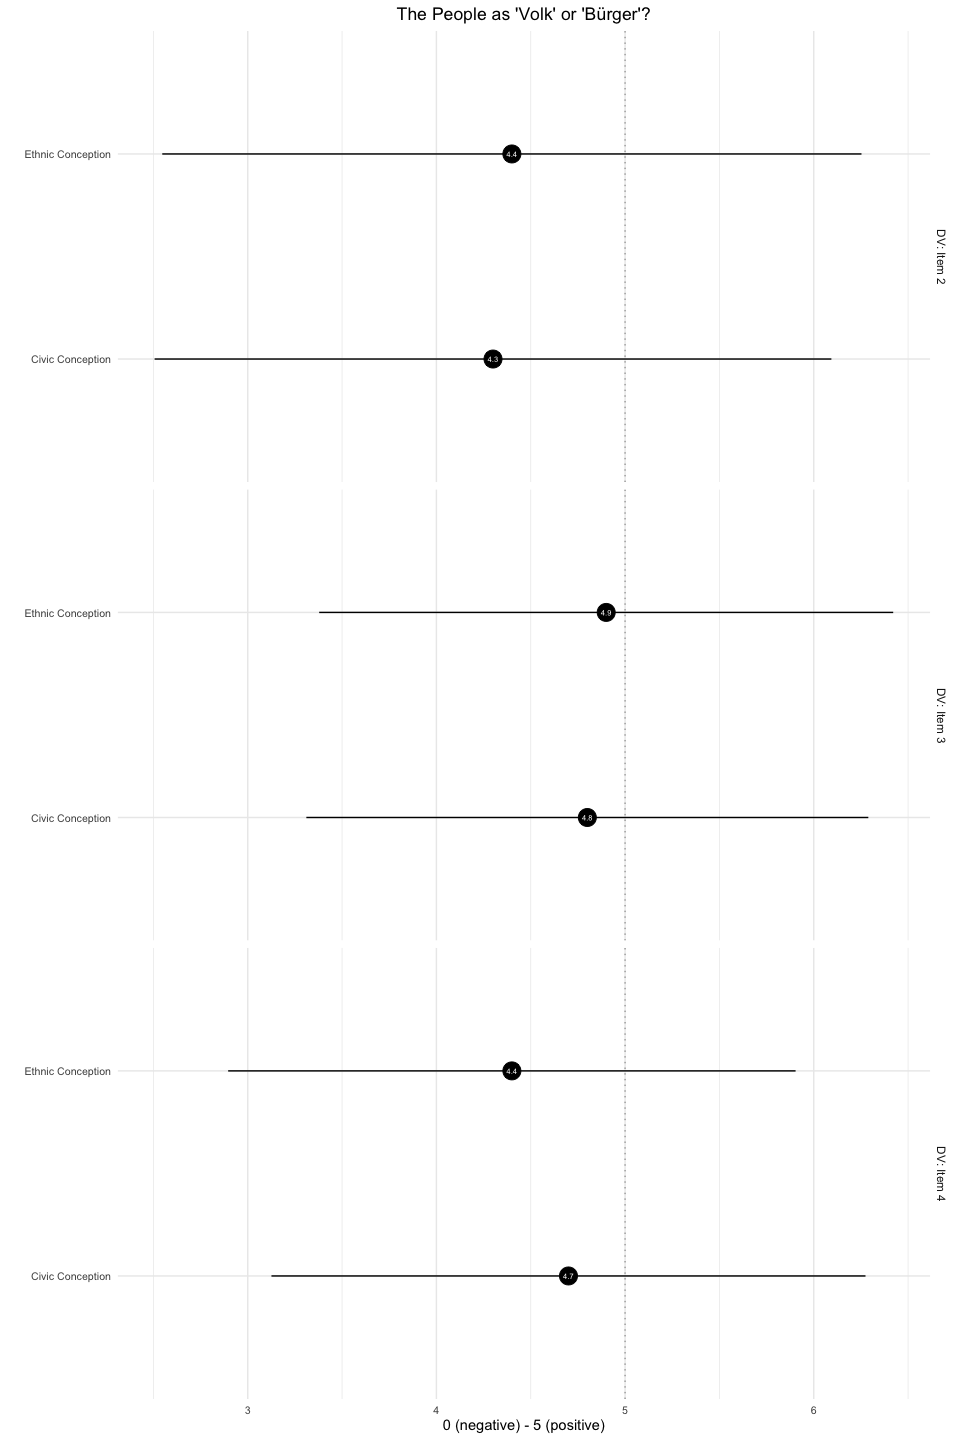 The People as 'Volk' or 'Bürger'?
Ethnic Conception
4.4
Civic Conception
4.3
DV: Item 2
Ethnic Conception
4.9
Civic Conception
4.8
DV: Item 3
Ethnic Conception
4.4
Civic Conception
4.7
DV: Item 4
3 4 5 6
0 (negative) - 5 (positive)